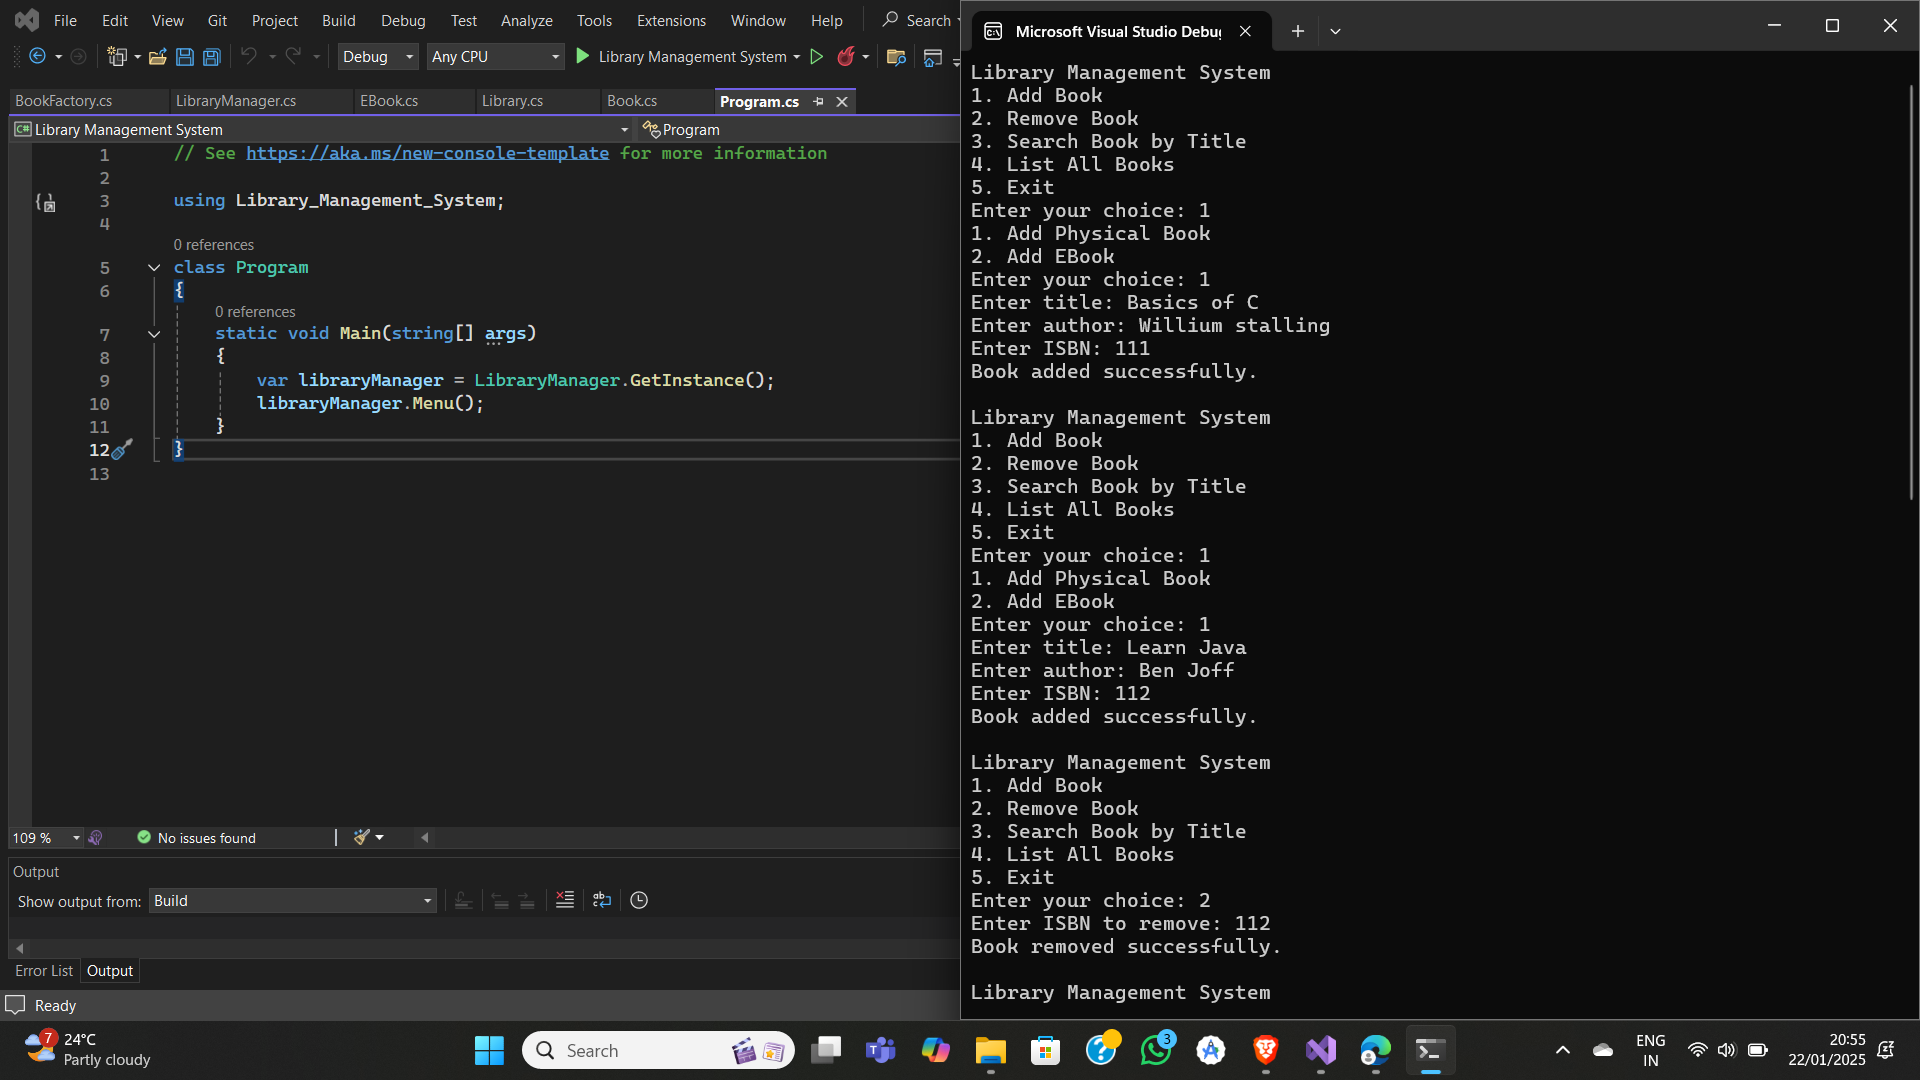 File Edit View Git Project Build Debug Test Analyze Tools Extensions Window Help Search
Debug Any CPU Library Management System
BookFactory.cs LibraryManager.cs EBook.cs Library.cs Book.cs Program.cs
C# Library Management System Program
1 // See https://aka.ms/new-console-template for more information
2
3 using Library_Management_System;
4
0 references
5 class Program
6 {
0 references
7 static void Main(string[] args)
8 {
9 var libraryManager = LibraryManager.GetInstance();
10 libraryManager.Menu();
11 }
12 }
13
109 % No issues found
Output
Show output from: Build
Error List Output
Ready
Microsoft Visual Studio Debu
Library Management System
1. Add Book
2. Remove Book
3. Search Book by Title
4. List All Books
5. Exit
Enter your choice: 1
1. Add Physical Book
2. Add EBook
Enter your choice: 1
Enter title: Basics of C
Enter author: Willium stalling
Enter ISBN: 111
Book added successfully.
Library Management System
1. Add Book
2. Remove Book
3. Search Book by Title
4. List All Books
5. Exit
Enter your choice: 1
1. Add Physical Book
2. Add EBook
Enter your choice: 1
Enter title: Learn Java
Enter author: Ben Joff
Enter ISBN: 112
Book added successfully.
Library Management System
1. Add Book
2. Remove Book
3. Search Book by Title
4. List All Books
5. Exit
Enter your choice: 2
Enter ISBN to remove: 112
Book removed successfully.
Library Management System
7 24°C
Partly cloudy
Search
3
ENG
IN
20:55
22/01/2025